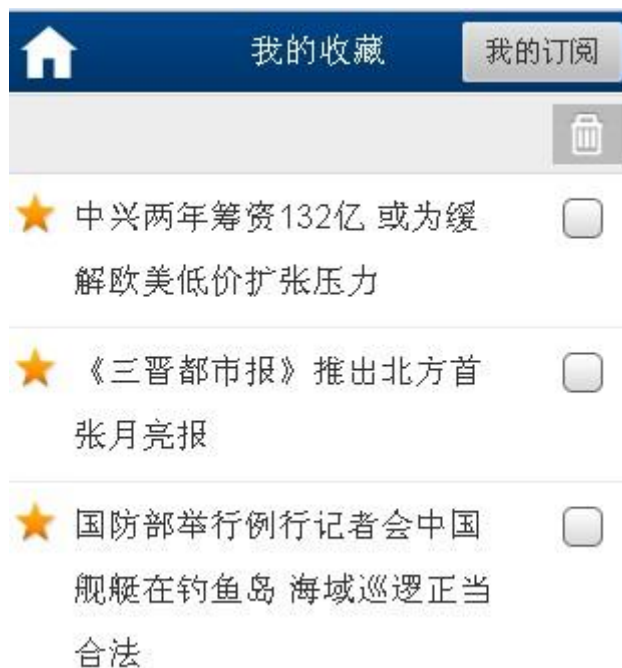 我的收藏 我的订阅
中兴两年筹资132亿 或为缓
解欧美低价扩张压力
《三晋都市报》推出北方首
张月亮报
国防部举行例行记者会中国
舰艇在钓鱼岛 海域巡逻正当
合法